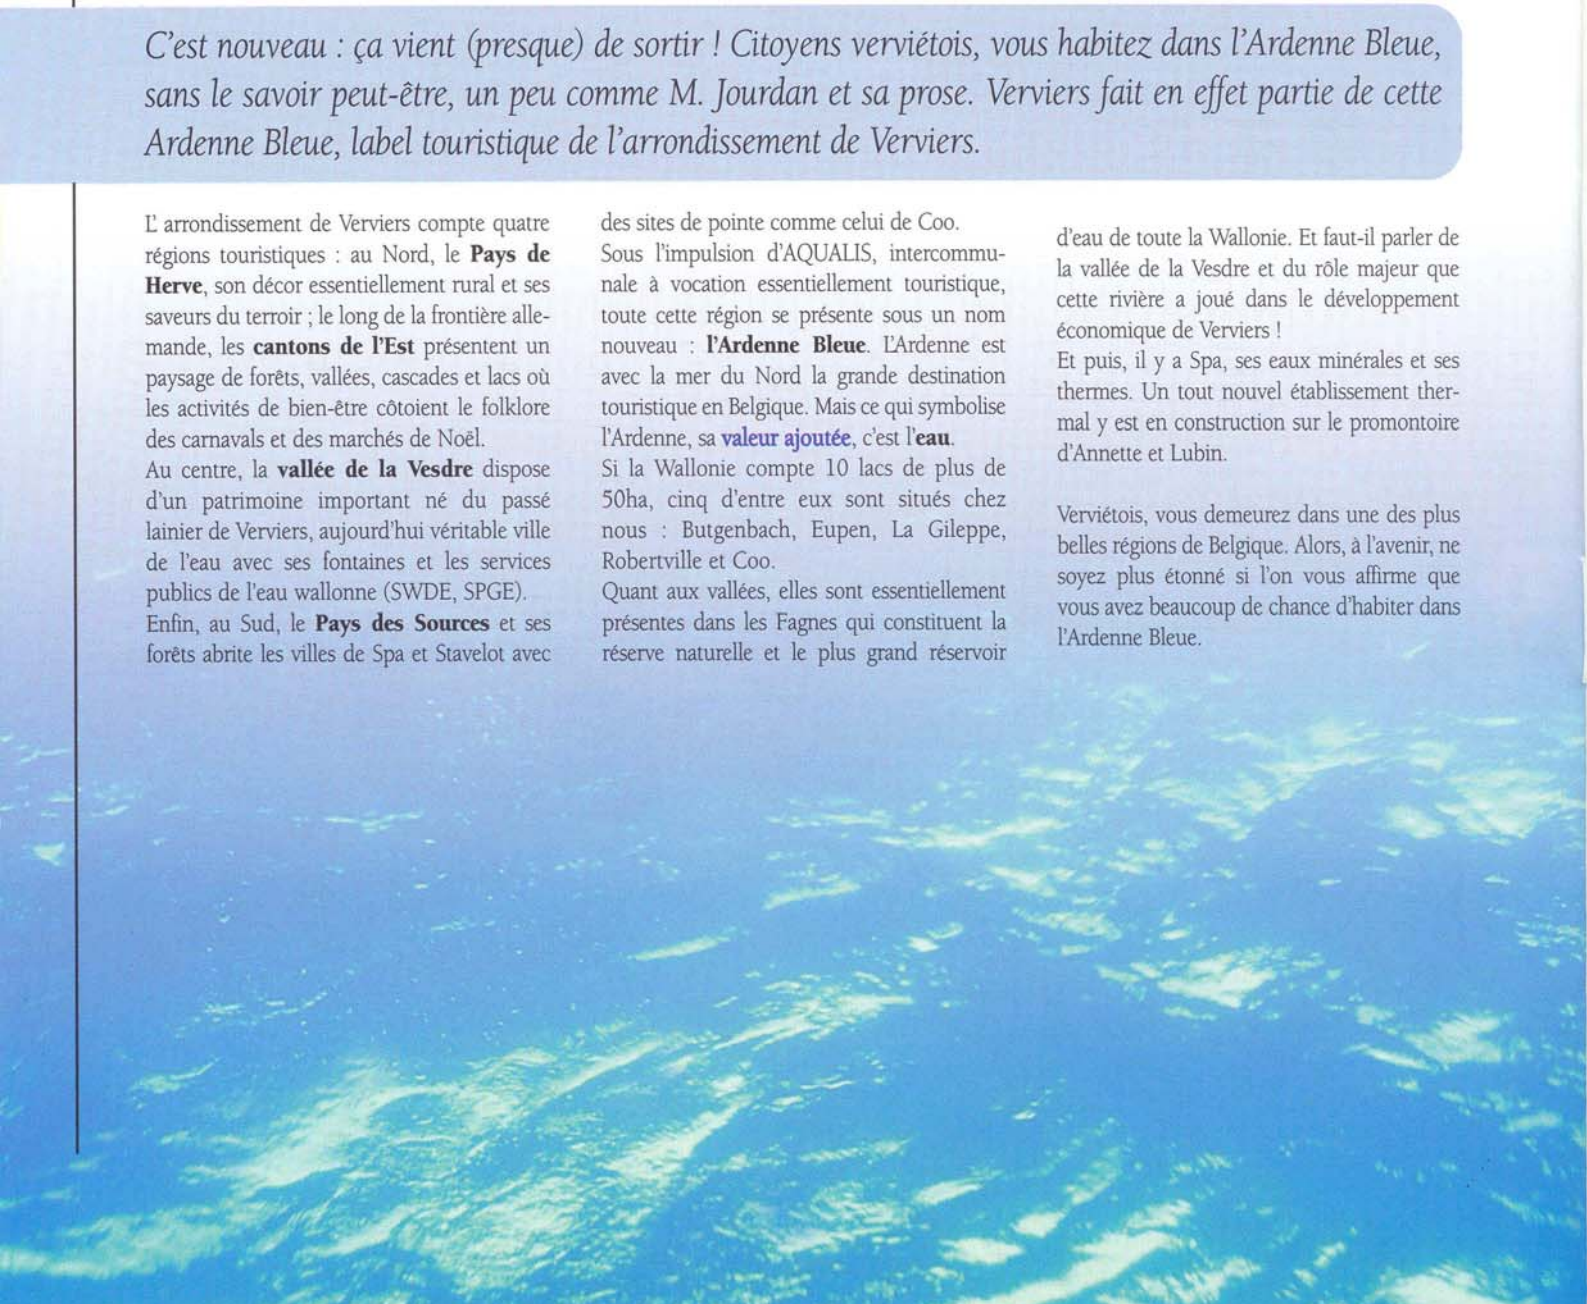 C'est nouveau : ça vient (presque) de sortir ! Citoyens verviétois, vous habitez dans l'Ardenne Bleue,
sans le savoir peut-être, un peu comme M. Jourdan et sa prose. Verviers fait en effet partie de cette
Ardenne Bleue, label touristique de l'arrondissement de Verviers.
L' arrondissement de Verviers compte quatre
régions touristiques : au Nord, le Pays de
Herve, son décor essentiellement rural et ses
saveurs du terroir ; le long de la frontière alle-
mande, les cantons de l'Est présentent un
paysage de forêts, vallées, cascades et lacs où
les activités de bien-être côtoient le folklore
des carnavals et des marchés de Noël.
Au centre, la vallée de la Vesdre dispose
d'un patrimoine important né du passé
lainier de Verviers, aujourd'hui véritable ville
de l'eau avec ses fontaines et les services
publics de l'eau wallonne (SWDE, SPGE).
Enfin, au Sud, le Pays des Sources et ses
forêts abrite les villes de Spa et Stavelot avec
des sites de pointe comme celui de Coo.
Sous l'impulsion d'AQUALIS, intercommu-
nale à vocation essentiellement touristique,
toute cette région se présente sous un nom
nouveau : l'Ardenne Bleue. L'Ardenne est
avec la mer du Nord la grande destination
touristique en Belgique. Mais ce qui symbolise
l'Ardenne, sa valeur ajoutée, c'est l'eau.
Si la Wallonie compte 10 lacs de plus de
50ha, cinq d'entre eux sont situés chez
nous : Butgenbach, Eupen, La Gileppe,
Robertville et Coo.
Quant aux vallées, elles sont essentiellement
présentes dans les Fagnes qui constituent la
réserve naturelle et le plus grand réservoir
d'eau de toute la Wallonie. Et faut-il parler de
la vallée de la Vesdre et du rôle majeur que
cette rivière a joué dans le développement
économique de Verviers !
Et puis, il y a Spa, ses eaux minérales et ses
thermes. Un tout nouvel établissement ther-
mal y est en construction sur le promontoire
d'Annette et Lubin.
Verviétois, vous demeurez dans une des plus
belles régions de Belgique. Alors, à l'avenir, ne
soyez plus étonné si l'on vous affirme que
vous avez beaucoup de chance d'habiter dans
l'Ardenne Bleue.